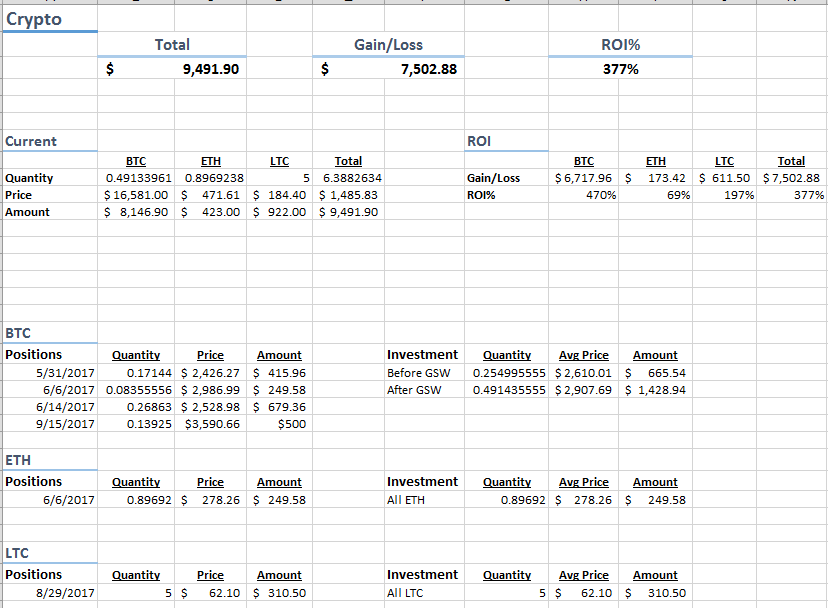 Crypto
Total Gain/Loss ROI%
$ 9,491.90 $ 7,502.88 377%
Current ROI
BTC ETH LTC Total BTC ETH LTC Total
Quantity 0.49133961 0.8969238 5 6.3882634 Gain/Loss $ 6,717.96 $ 173.42 $ 611.50 $ 7,502.88
Price $ 16,581.00 $ 471.61 $ 184.40 $ 1,485.83 ROI% 470% 69% 197% 377%
Amount $ 8,146.90 $ 423.00 $ 922.00 $ 9,491.90
BTC
Positions Quantity Price Amount Investment Quantity Avg Price Amount
5/31/2017 0.17144 $ 2,426.27 $ 415.96 Before GSW 0.254995555 $ 2,610.01 $ 665.54
6/6/2017 0.08355556 $ 2,986.99 $ 249.58 After GSW 0.491435555 $ 2,907.69 $ 1,428.94
6/14/2017 0.26863 $ 2,528.98 $ 679.36
9/15/2017 0.13925 $3,590.66 $500
ETH
Positions Quantity Price Amount Investment Quantity Avg Price Amount
6/6/2017 0.89692 $ 278.26 $ 249.58 All ETH 0.89692 $ 278.26 $ 249.58
LTC
Positions Quantity Price Amount Investment Quantity Avg Price Amount
8/29/2017 5 $ 62.10 $ 310.50 All LTC 5 $ 62.10 $ 310.50